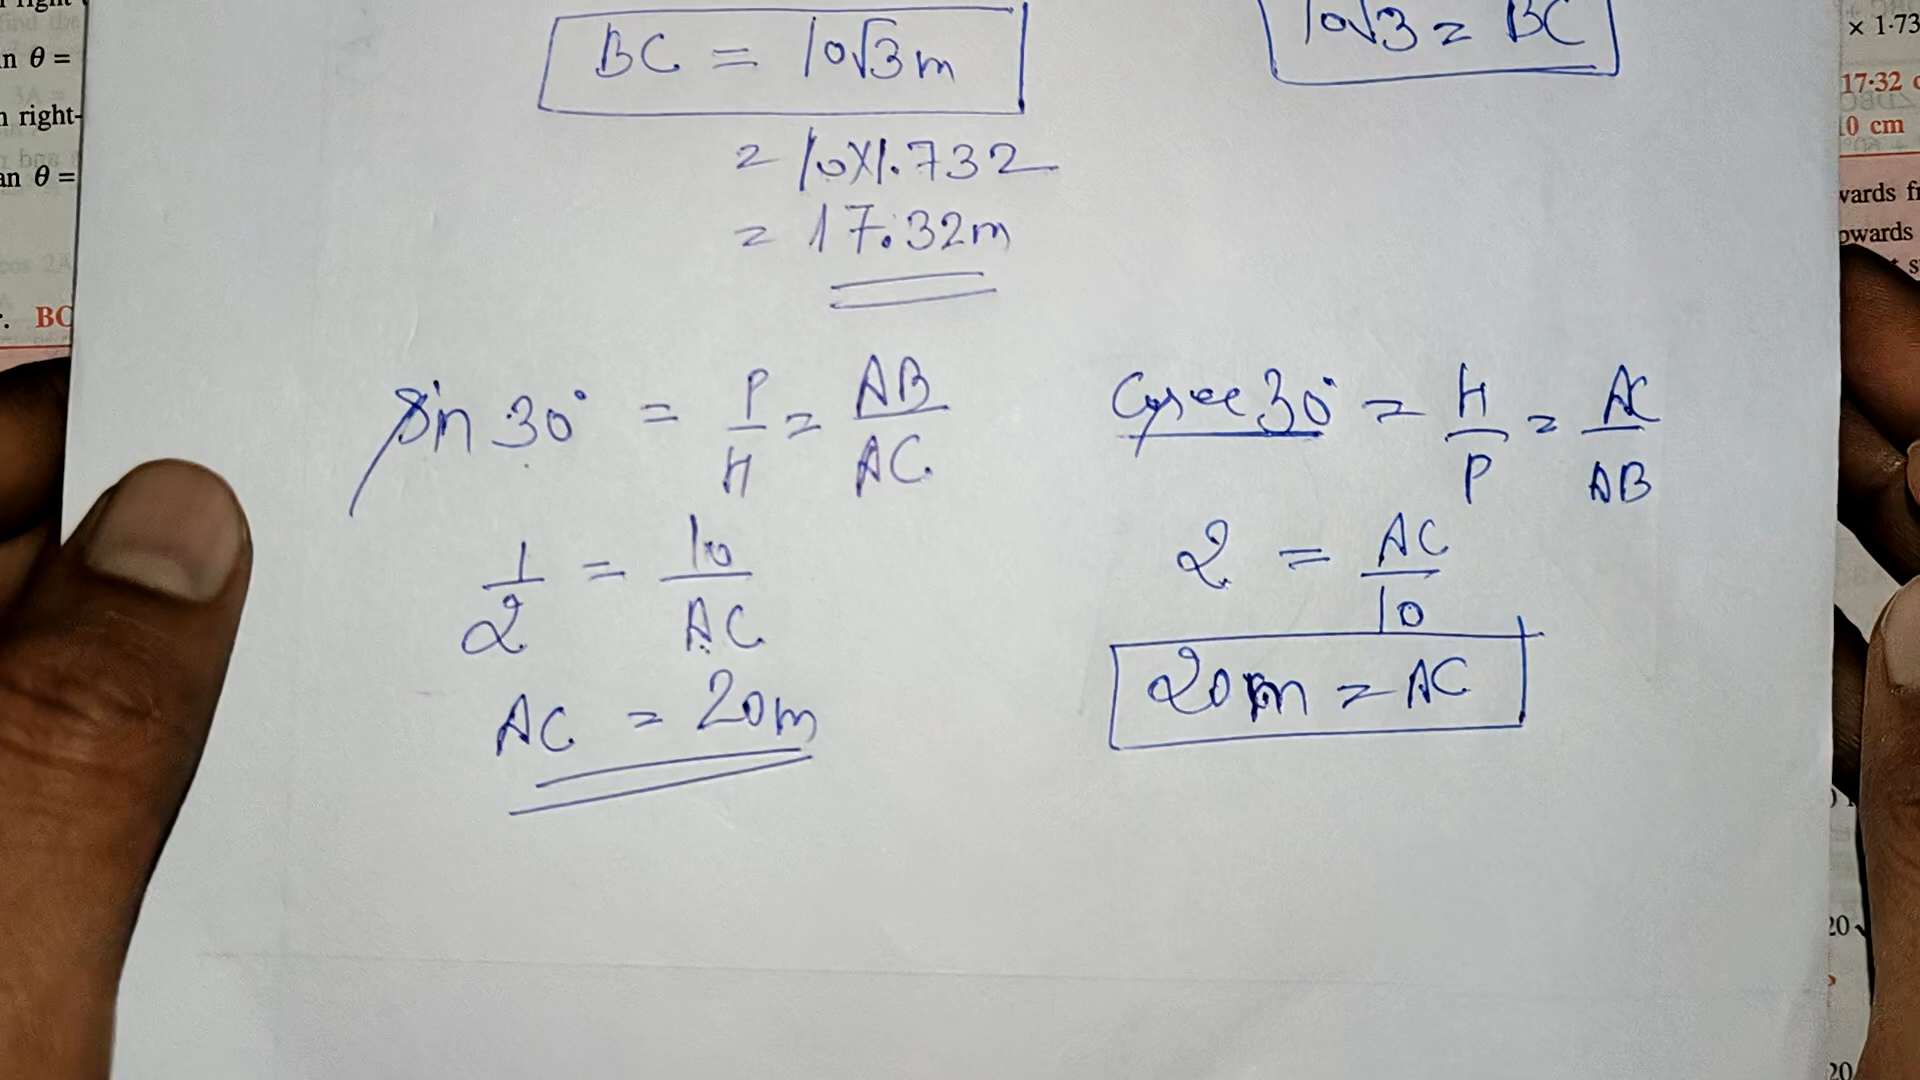 BC = 10√3 m
10√3 = BC
= 10×1.732
= 17.32m
sin 30° = P/H = AB/AC
1/2 = 10/AC
AC = 20m
Cosec 30° = H/P = AC/AB
2 = AC/10
20m = AC
n θ =
right-
an θ =
BC
× 1·73
17·32
0 cm
wards
wards
20
20